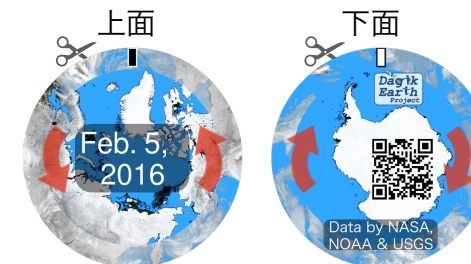 上面
下面
Feb. 5,
2016
Dagik
Earth
Project
Data by NASA,
NOAA & USGS